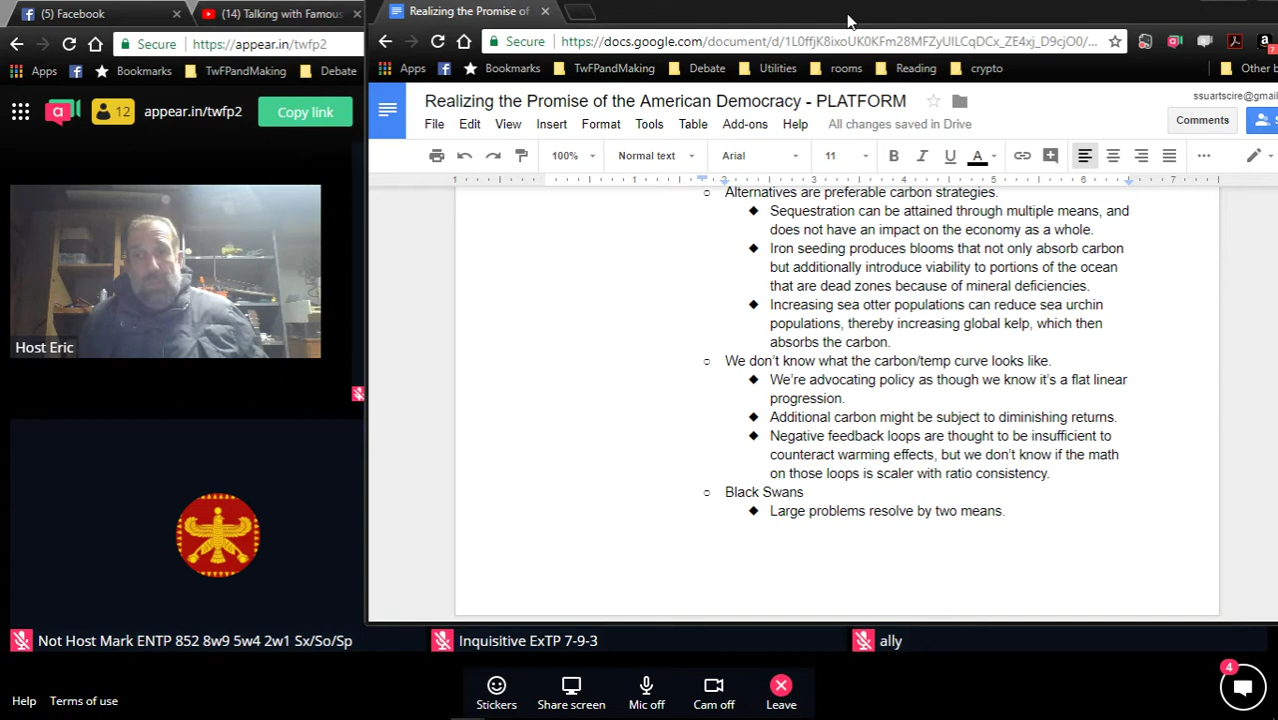 (5) Facebook
(14) Talking with Famous
Realizing the Promise of
Secure
https://appear.in/twfp2
Secure
https://docs.google.com/document/d/1L0ffjK8ixoUK0KFm28MFZyUILCqDCx_ZE4xj_D9cjO0/...
Apps
Bookmarks
TwFPandMaking
Debate
Apps
Bookmarks
TwFPandMaking
Debate
Utilities
rooms
Reading
crypto
Other b
12
appear.in/twfp2
Copy link
Realizing the Promise of the American Democracy - PLATFORM
ssuartscire@gmail
File Edit View Insert Format Tools Table Add-ons Help All changes saved in Drive
Comments
100% Normal text Arial 11 B I U A
1 1 2 3 4 5 6 7
Alternatives are preferable carbon strategies.
Sequestration can be attained through multiple means, and
does not have an impact on the economy as a whole.
Iron seeding produces blooms that not only absorb carbon
but additionally introduce viability to portions of the ocean
that are dead zones because of mineral deficiencies.
Increasing sea otter populations can reduce sea urchin
populations, thereby increasing global kelp, which then
absorbs the carbon.
We don't know what the carbon/temp curve looks like.
We're advocating policy as though we know it's a flat linear
progression.
Additional carbon might be subject to diminishing returns.
Negative feedback loops are thought to be insufficient to
counteract warming effects, but we don't know if the math
on those loops is scaler with ratio consistency.
Black Swans
Large problems resolve by two means.
Host Eric
Not Host Mark ENTP 852 8w9 5w4 2w1 Sx/So/Sp
Inquisitive ExTP 7-9-3
ally
Stickers
Share screen
Mic off
Cam off
Leave
4
Help
Terms of use